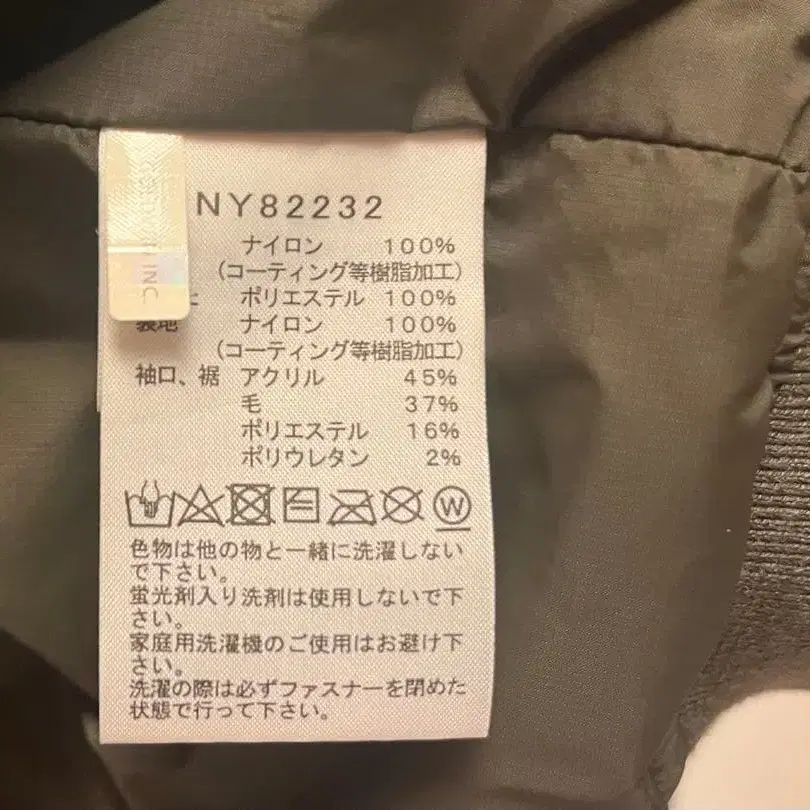 NY82232
ナイロン 100%
(コーティング等樹脂加工)
ポリエステル 100%
裏地 ナイロン 100%
(コーティング等樹脂加工)
袖口、裾 アクリル 45%
毛 37%
ポリエステル 16%
ポリウレタン 2%
W
色物は他の物と一緒に洗濯しない
で下さい。
蛍光剤入り洗剤は使用しないで下
さい。
家庭用洗濯機のご使用はお避け下
さい。
洗濯の際は必ずファスナーを閉めた
状態で行って下さい。
INC.